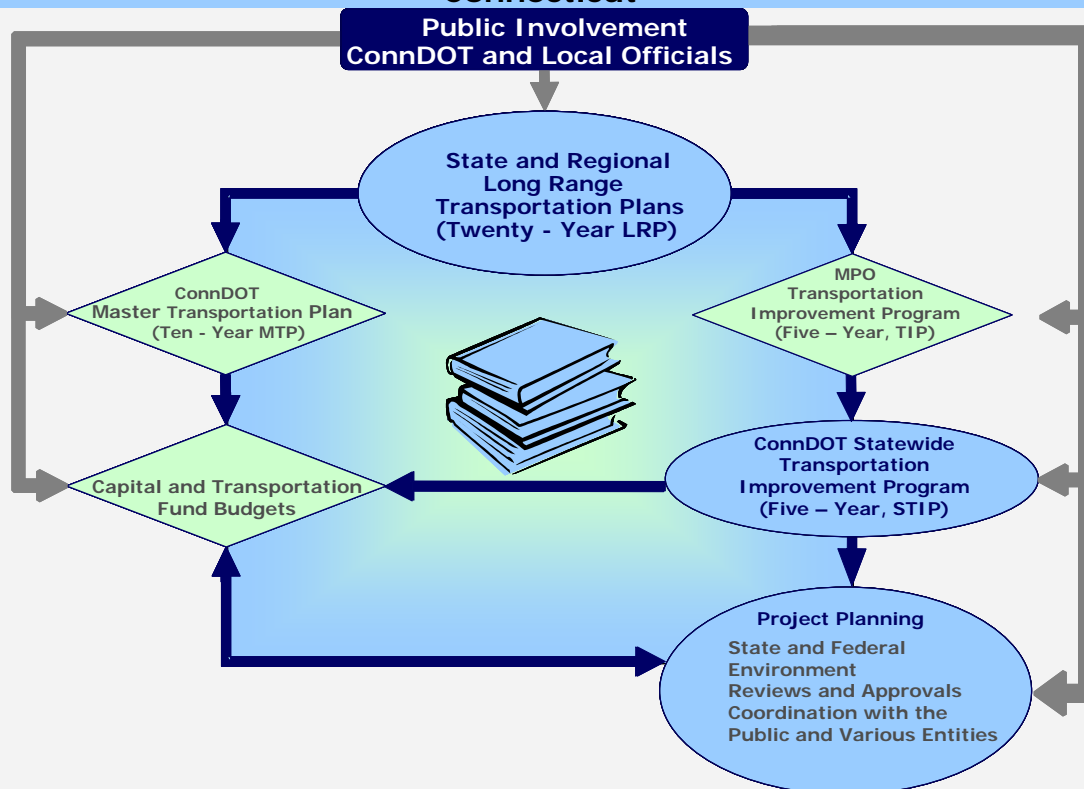 Connecticut
Public Involvement
ConnDOT and Local Officials
State and Regional
Long Range
Transportation Plans
(Twenty - Year LRP)
ConnDOT
Master Transportation Plan
(Ten - Year MTP)
MPO
Transportation
Improvement Program
(Five – Year, TIP)
Capital and Transportation
Fund Budgets
ConnDOT Statewide
Transportation
Improvement Program
(Five – Year, STIP)
Project Planning
State and Federal
Environment
Reviews and Approvals
Coordination with the
Public and Various Entities